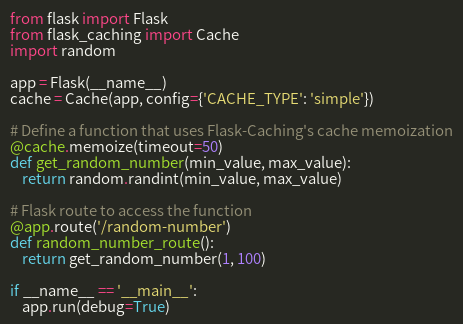 from flask import Flask
from flask_caching import Cache
import random

app = Flask(__name__)
cache = Cache(app, config={'CACHE_TYPE': 'simple'})

# Define a function that uses Flask-Caching's cache memoization
@cache.memoize(timeout=50)
def get_random_number(min_value, max_value):
    return random.randint(min_value, max_value)

# Flask route to access the function
@app.route('/random-number')
def random_number_route():
    return get_random_number(1, 100)

if __name__ == '__main__':
    app.run(debug=True)